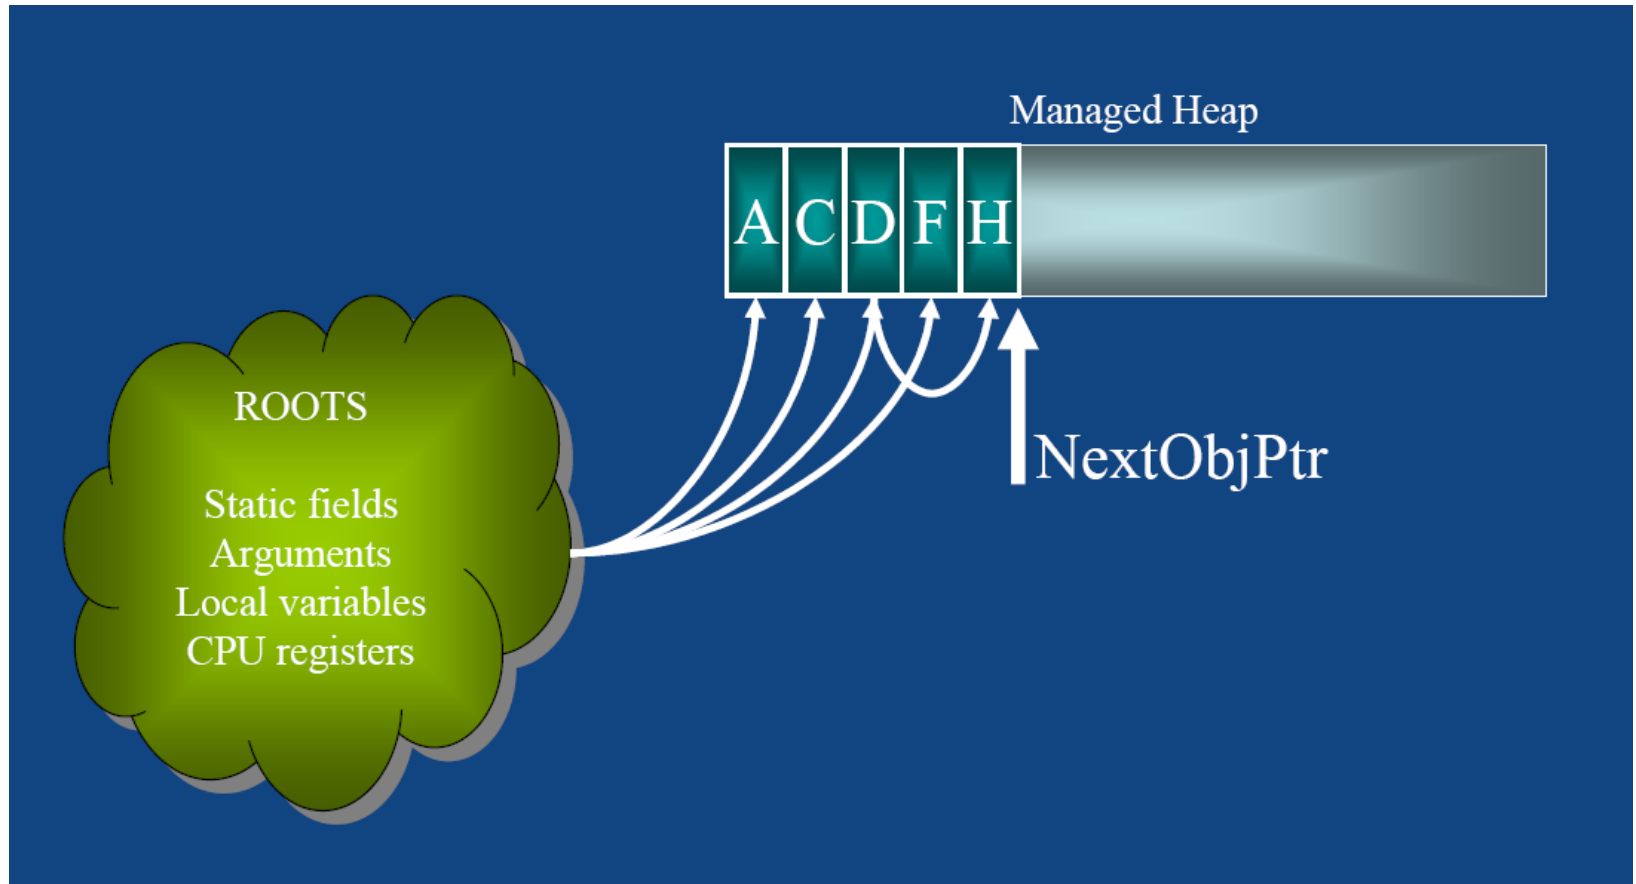 Managed Heap
A C D F H
NextObjPtr
ROOTS
Static fields
Arguments
Local variables
CPU registers